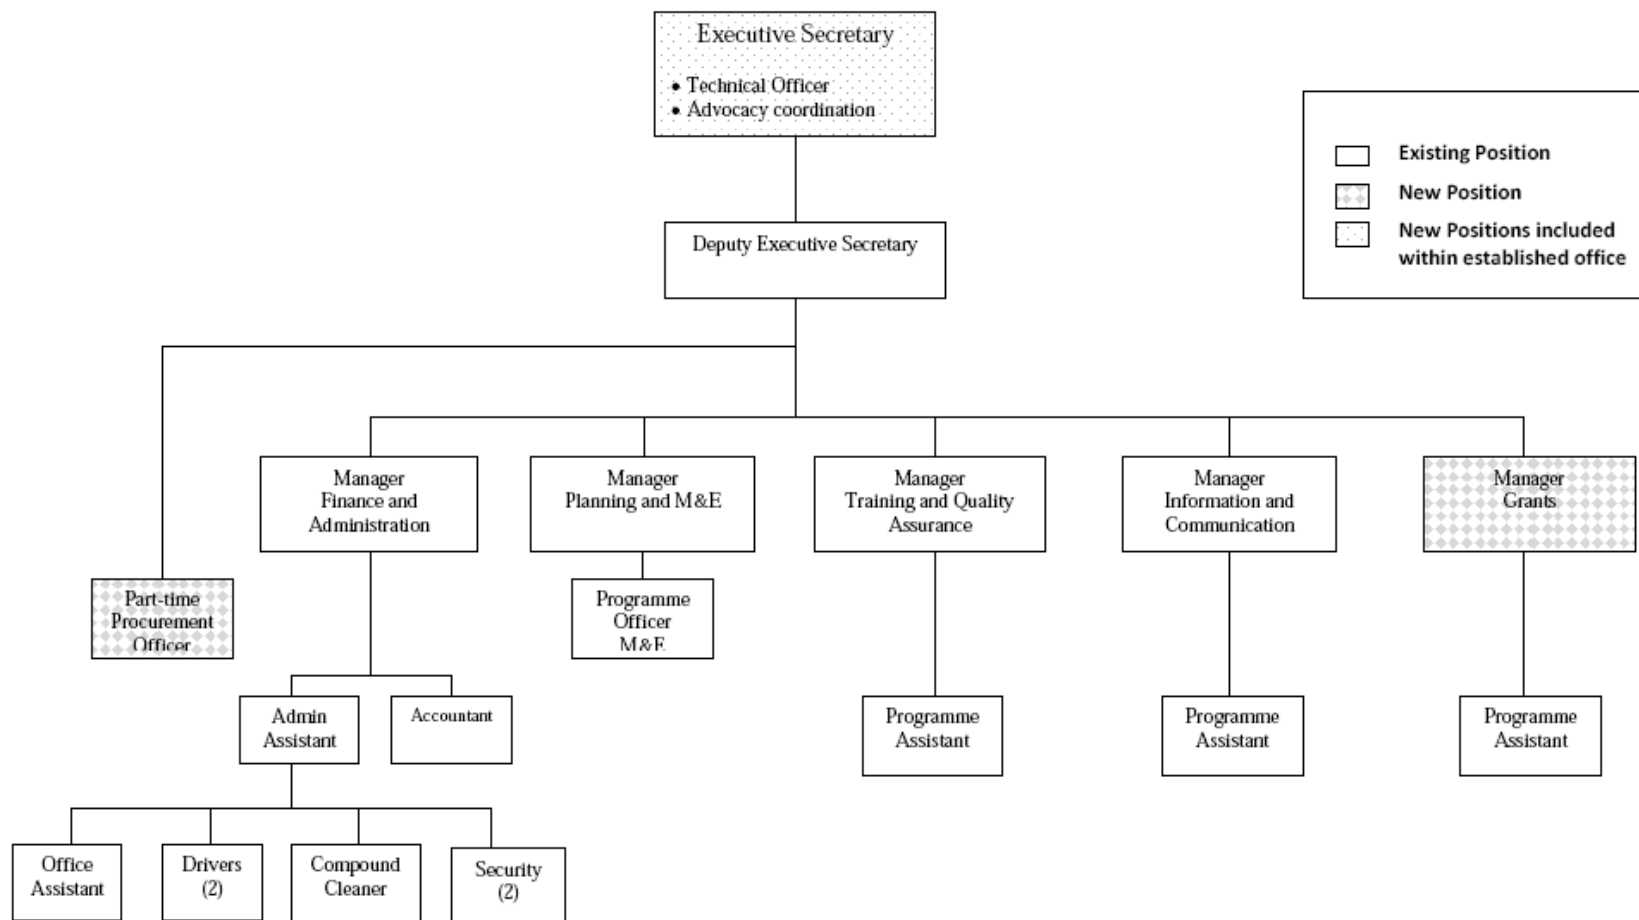 Executive Secretary
• Technical Officer
• Advocacy coordination
Existing Position
New Position
New Positions included
within established office
Deputy Executive Secretary
Manager
Finance and
Administration
Manager
Planning and M&E
Manager
Training and Quality
Assurance
Manager
Information and
Communication
Manager
Grants
Part-time
Procurement
Officer
Programme
Officer
M&E
Admin
Assistant
Accountant
Programme
Assistant
Programme
Assistant
Programme
Assistant
Office
Assistant
Drivers
(2)
Compound
Cleaner
Security
(2)